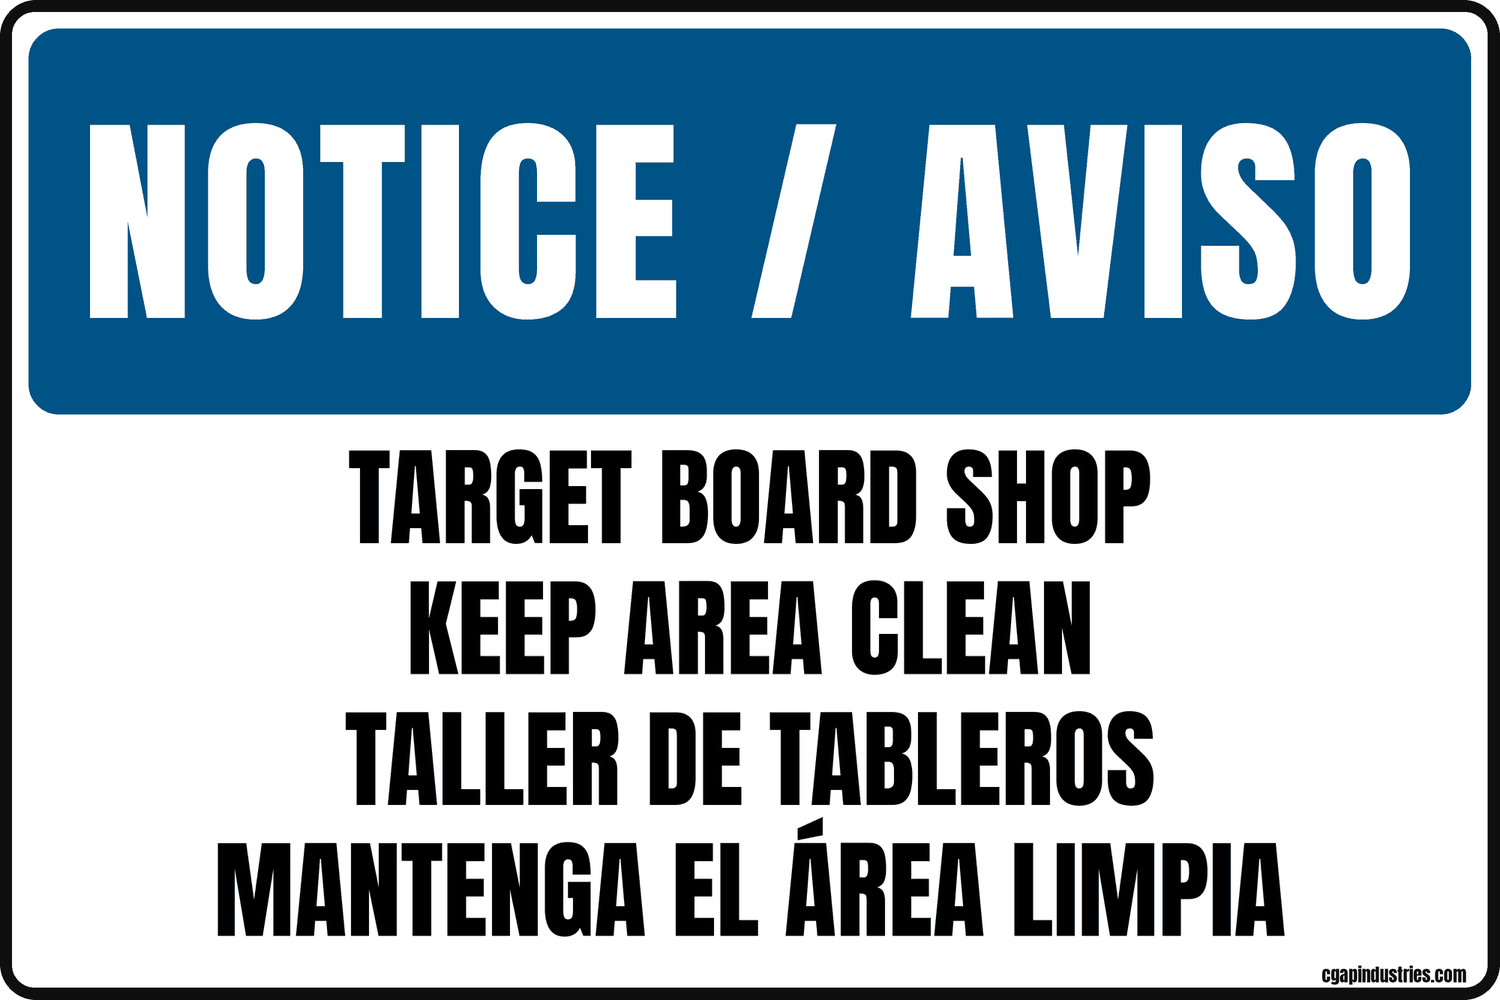 NOTICE / AVISO
TARGET BOARD SHOP
KEEP AREA CLEAN
TALLER DE TABLEROS
MANTENGA EL ÁREA LIMPIA
cgapindustries.com